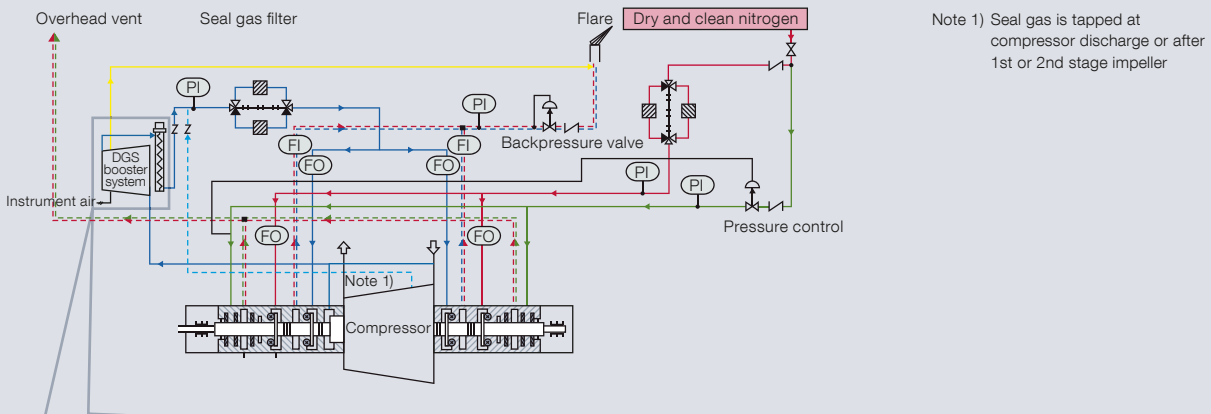 Overhead vent
Seal gas filter
Flare
Dry and clean nitrogen
Note 1) Seal gas is tapped at
compressor discharge or after
1st or 2nd stage impeller
PI
PI
Backpressure valve
FI
FI
FO
FO
DGS
booster
system
PI
PI
Instrument air
Pressure control
FO
FO
Note 1)
Compressor